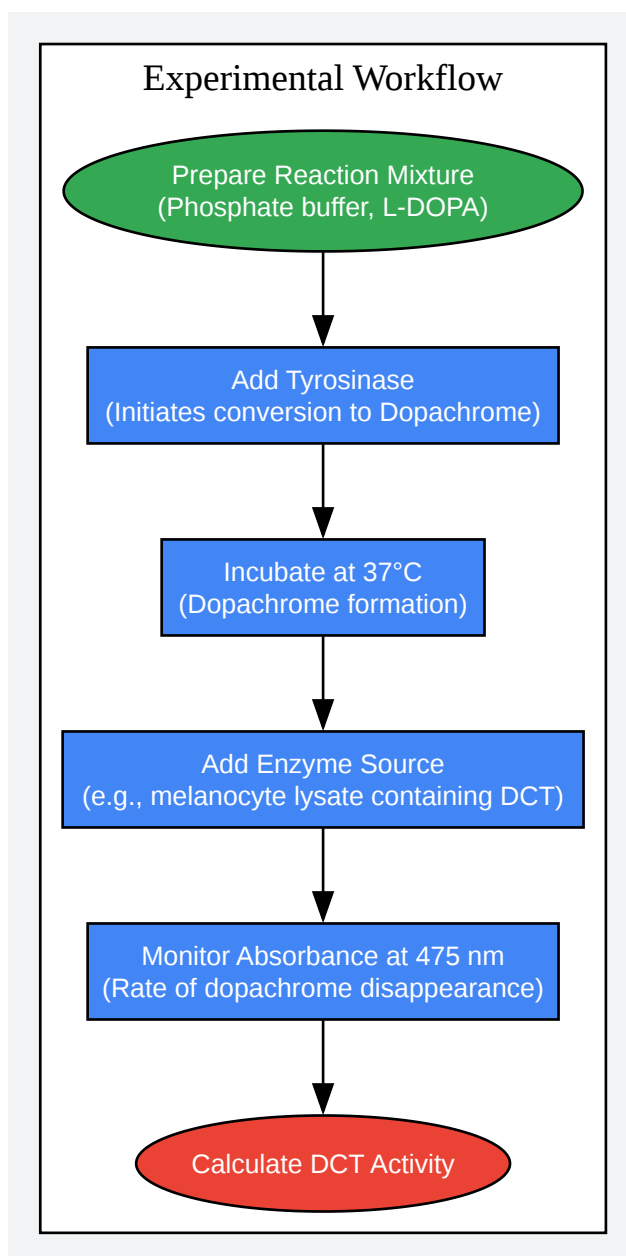 Experimental Workflow
Prepare Reaction Mixture
(Phosphate buffer, L-DOPA)
Add Tyrosinase
(Initiates conversion to Dopachrome)
Incubate at 37°C
(Dopachrome formation)
Add Enzyme Source
(e.g., melanocyte lysate containing DCT)
Monitor Absorbance at 475 nm
(Rate of dopachrome disappearance)
Calculate DCT Activity